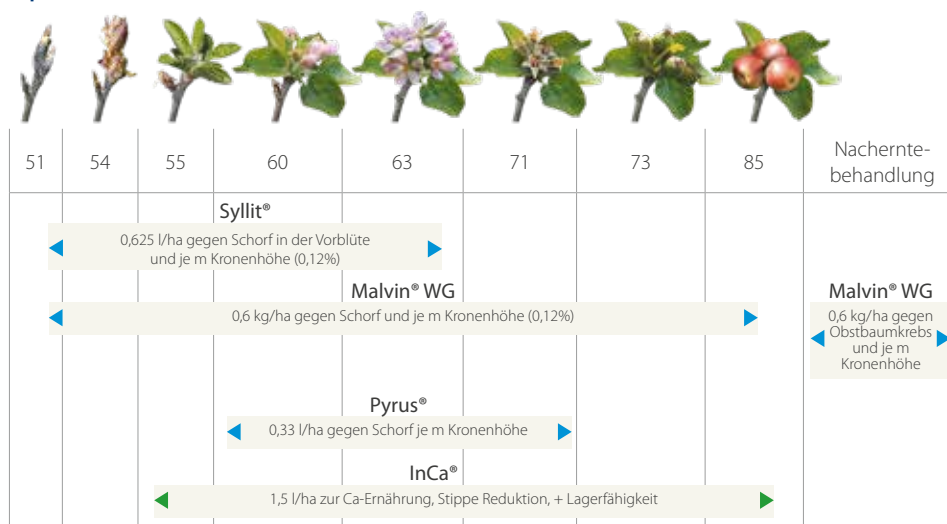 51 54 55 60 63 71 73 85 Nachernte-
behandlung
Syllit®
0,625 l/ha gegen Schorf in der Vorblüte
und je m Kronenhöhe (0,12%)
Malvin® WG
0,6 kg/ha gegen Schorf und je m Kronenhöhe (0,12%)
Malvin® WG
0,6 kg/ha gegen
Obstbaumkrebs
und je m
Kronenhöhe
Pyrus®
0,33 l/ha gegen Schorf je m Kronenhöhe
InCa®
1,5 l/ha zur Ca-Ernährung, Stippe Reduktion, + Lagerfähigkeit